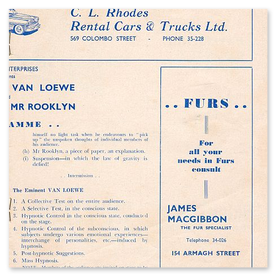 C. L. Rhodes
Rental Cars & Trucks Ltd.
569 COLOMBO STREET - PHONE 35-228
TERPRISES
VAN LOEWE
MR ROOKLYN
AMME ..
himself no light task when he endeavours to "pick
up" the unspoken thoughts of individual members of
his audience.
(h) Mr Rooklyn, a piece of paper, an explanation.
(i) Suspension—in which the law of gravity is
defied!
Intermission
The Eminent VAN LOEWE
1. A Collective Test on the entire audience.
2. A Selective Test, in the conscious state.
3. Hypnotic Control in the conscious state, conducted
on the stage.
4. Hypnotic Control of the subconscious, in which
subjects undergo various emotional experiences—
interchange of personalities, etc.—induced by
hypnosis.
5. Post-hypnotic Suggestions.
6. Mass Hypnosis.
.. FURS ..
For
all your
needs in Furs
consult
JAMES
MACGIBBON
THE FUR SPECIALIST
Telephone 34-026
154 ARMAGH STREET